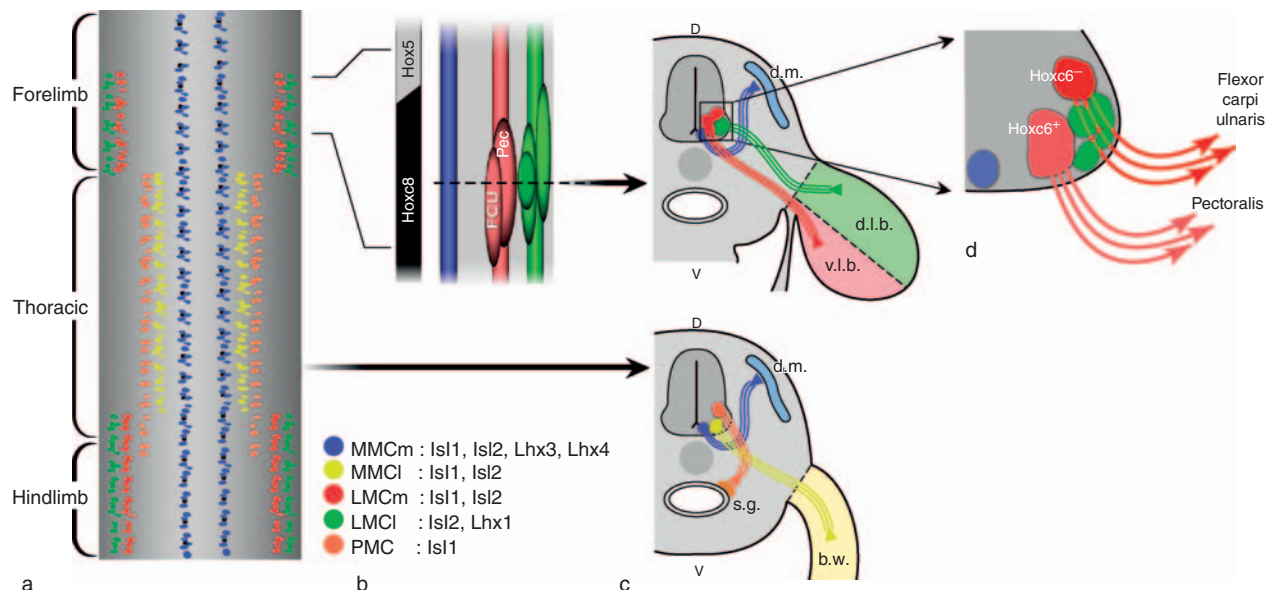 Forelimb
Thoracic
Hindlimb
a
Hox5
Hoxc8
Pec
FCU
MMCm : Isl1, Isl2, Lhx3, Lhx4
MMCl : Isl1, Isl2
LMCm : Isl1, Isl2
LMCl : Isl2, Lhx1
PMC : Isl1
b
D
d.m.
d.l.b.
v.l.b.
V
D
d.m.
s.g.
b.w.
V
c
Hoxc6⁻
Hoxc6⁺
Flexor
carpi
ulnaris
Pectoralis
d